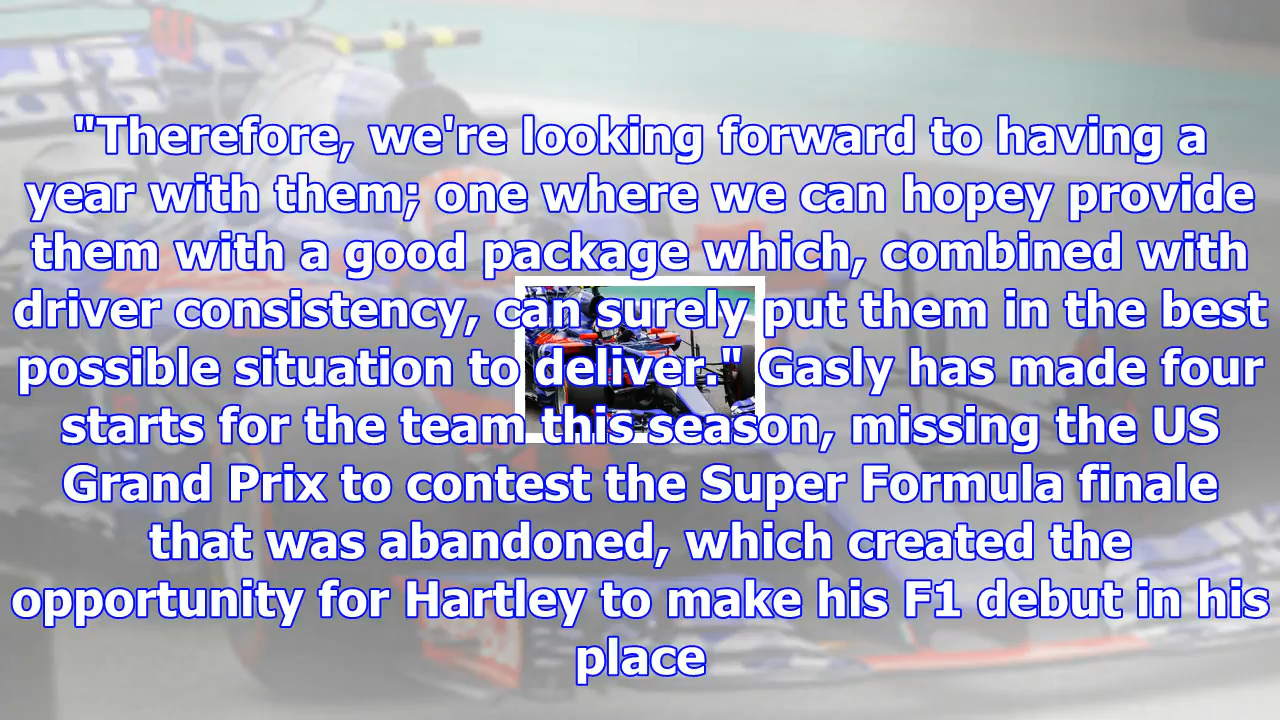 "Therefore, we're looking forward to having a
year with them; one where we can hopey provide
them with a good package which, combined with
driver consistency, can surely put them in the best
possible situation to deliver." Gasly has made four
starts for the team this season, missing the US
Grand Prix to contest the Super Formula finale
that was abandoned, which created the
opportunity for Hartley to make his F1 debut in his
place